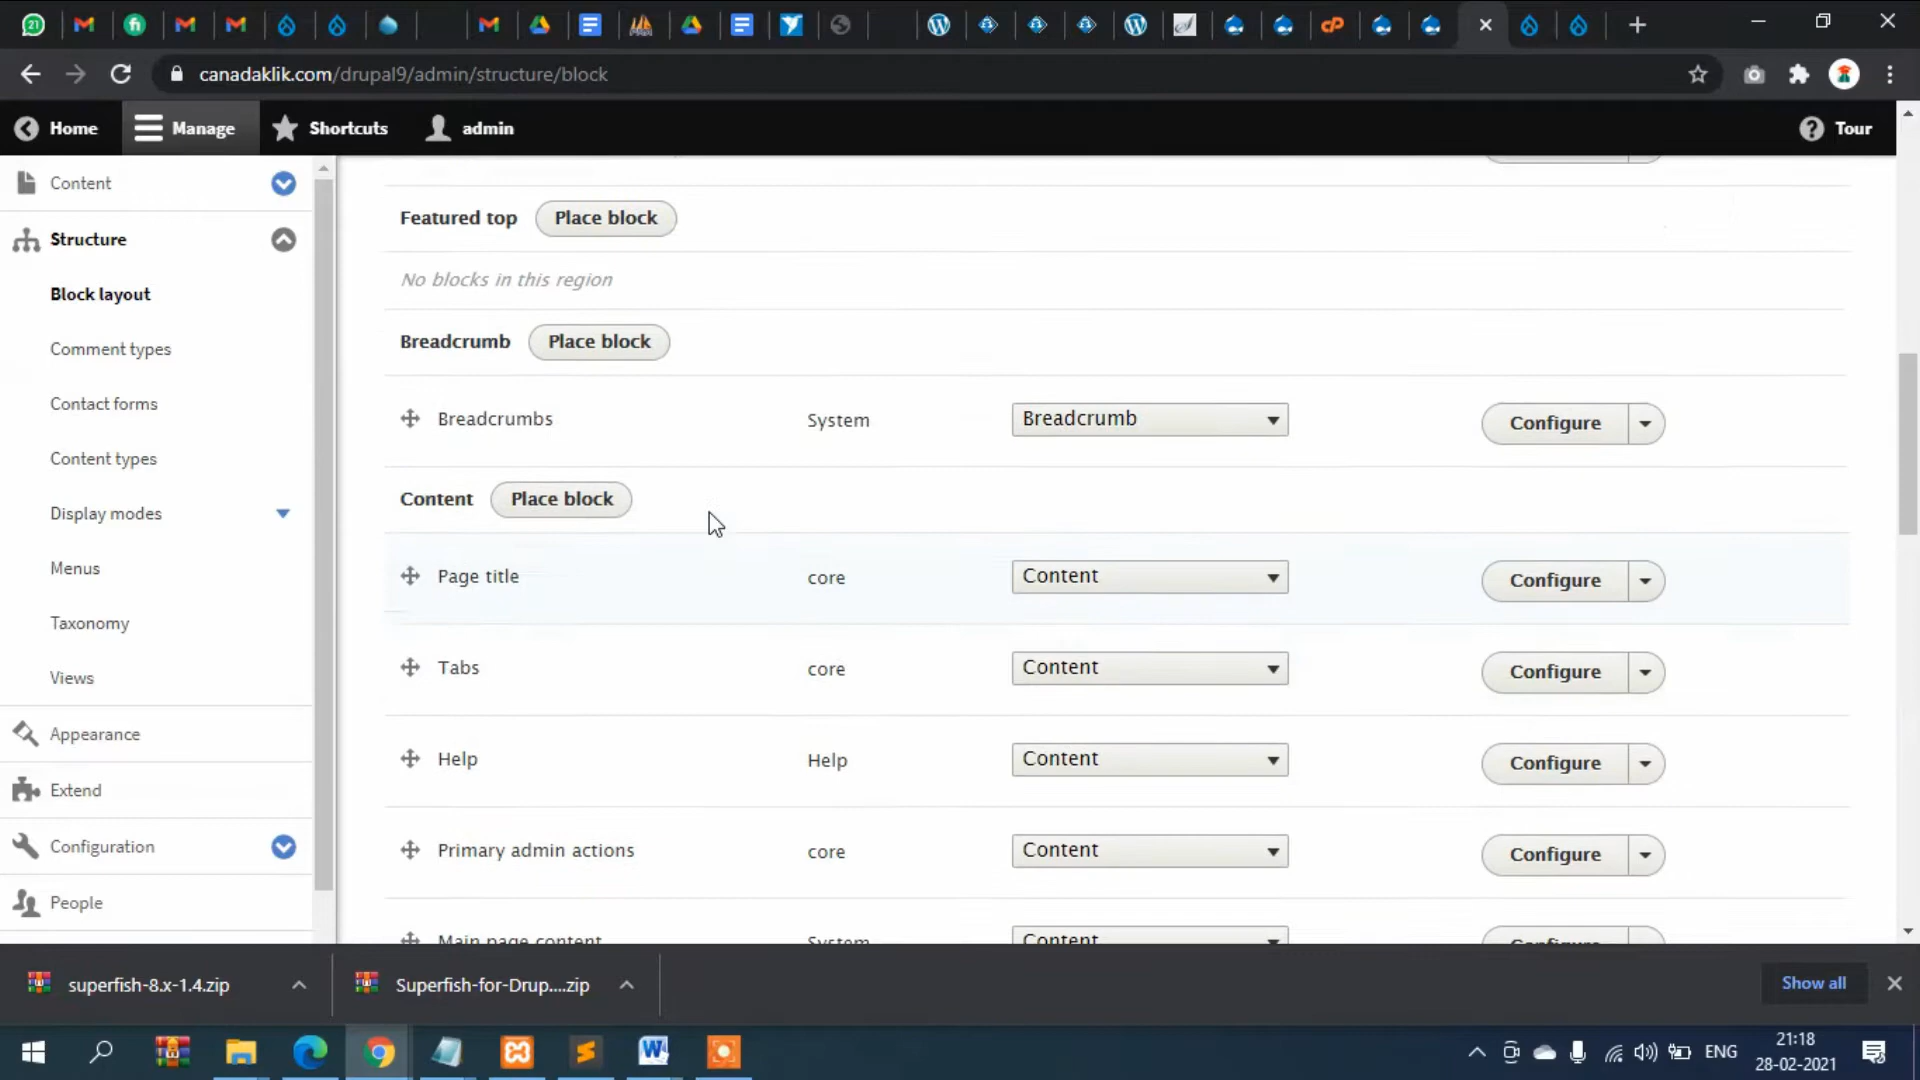 21
canadaklik.com/drupal9/admin/structure/block
Home
Manage
Shortcuts
admin
Tour
Content
Structure
Block layout
Comment types
Contact forms
Content types
Display modes
Menus
Taxonomy
Views
Appearance
Extend
Configuration
People
Featured top Place block
No blocks in this region
Breadcrumb Place block
Breadcrumbs System Breadcrumb Configure
Content Place block
Page title core Content Configure
Tabs core Content Configure
Help Help Content Configure
Primary admin actions core Content Configure
Main page content System Content Configure
superfish-8.x-1.4.zip
Superfish-for-Drup....zip
Show all
ENG
21:18
28-02-2021